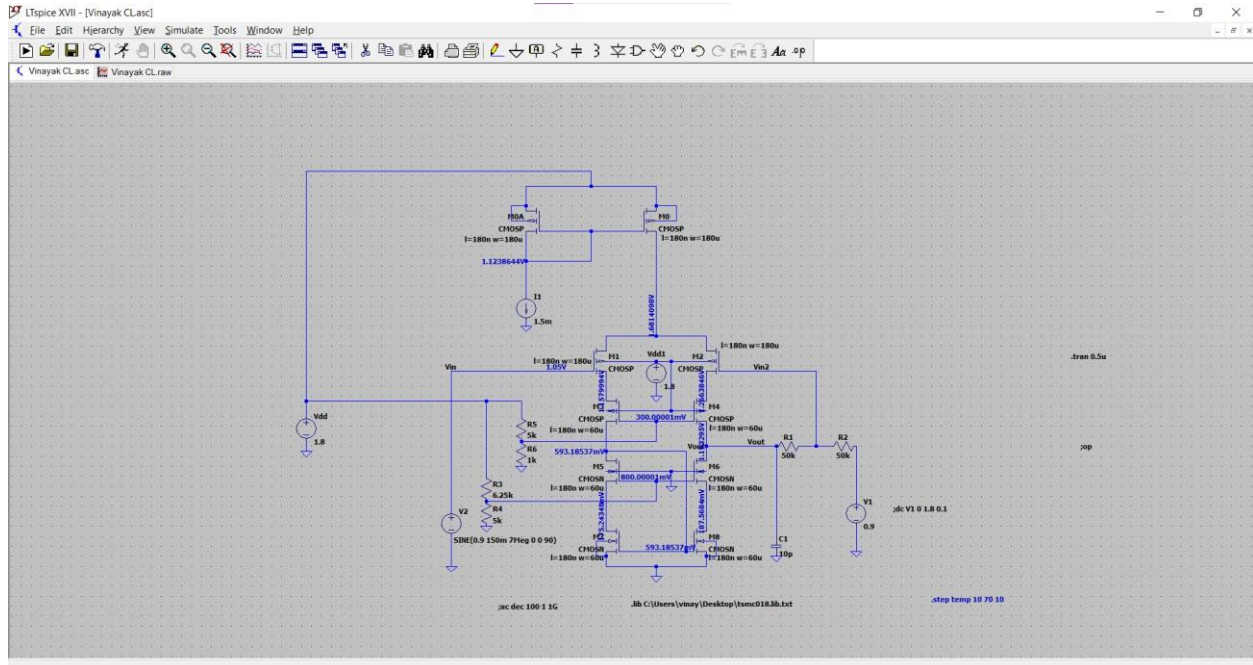 LTspice XVII - [Vinayak CL.asc]
File Edit Hierarchy View Simulate Tools Window Help
Vinayak CL.asc Vinayak CL.raw
M0A
CMOSP
l=180n w=180u
M0
CMOSP
l=180n w=180u
1.1238644V
I1
1.5m
1.6814098V
l=180n w=180u
M1
CMOSP
Vdd1
1.8
M2
CMOSP
l=180n w=180u
Vin
1.05V
Vin2
.tran 0.5u
M4
CMOSP
l=180n w=60u
300.00001mV
CMOSP
l=180n w=60u
Vdd
1.8
R5
5k
R6
1k
593.18537mV
Vout
R1
50k
R2
50k
;op
M5
CMOSN
l=180n w=60u
800.00001mV
M6
CMOSN
l=180n w=60u
R3
6.25k
R4
5k
V2
SINE(0.9 150m 7Meg 0 0 90)
187.5684mV
V1
0.9
;dc V1 0 1.8 0.1
CMOSN
l=180n w=60u
593.18537mV
M8
CMOSN
l=180n w=60u
C1
10p
;ac dec 100 1 1G
.lib C:\Users\vinay\Desktop\tsmc018.lib.txt
.step temp 10 70 10